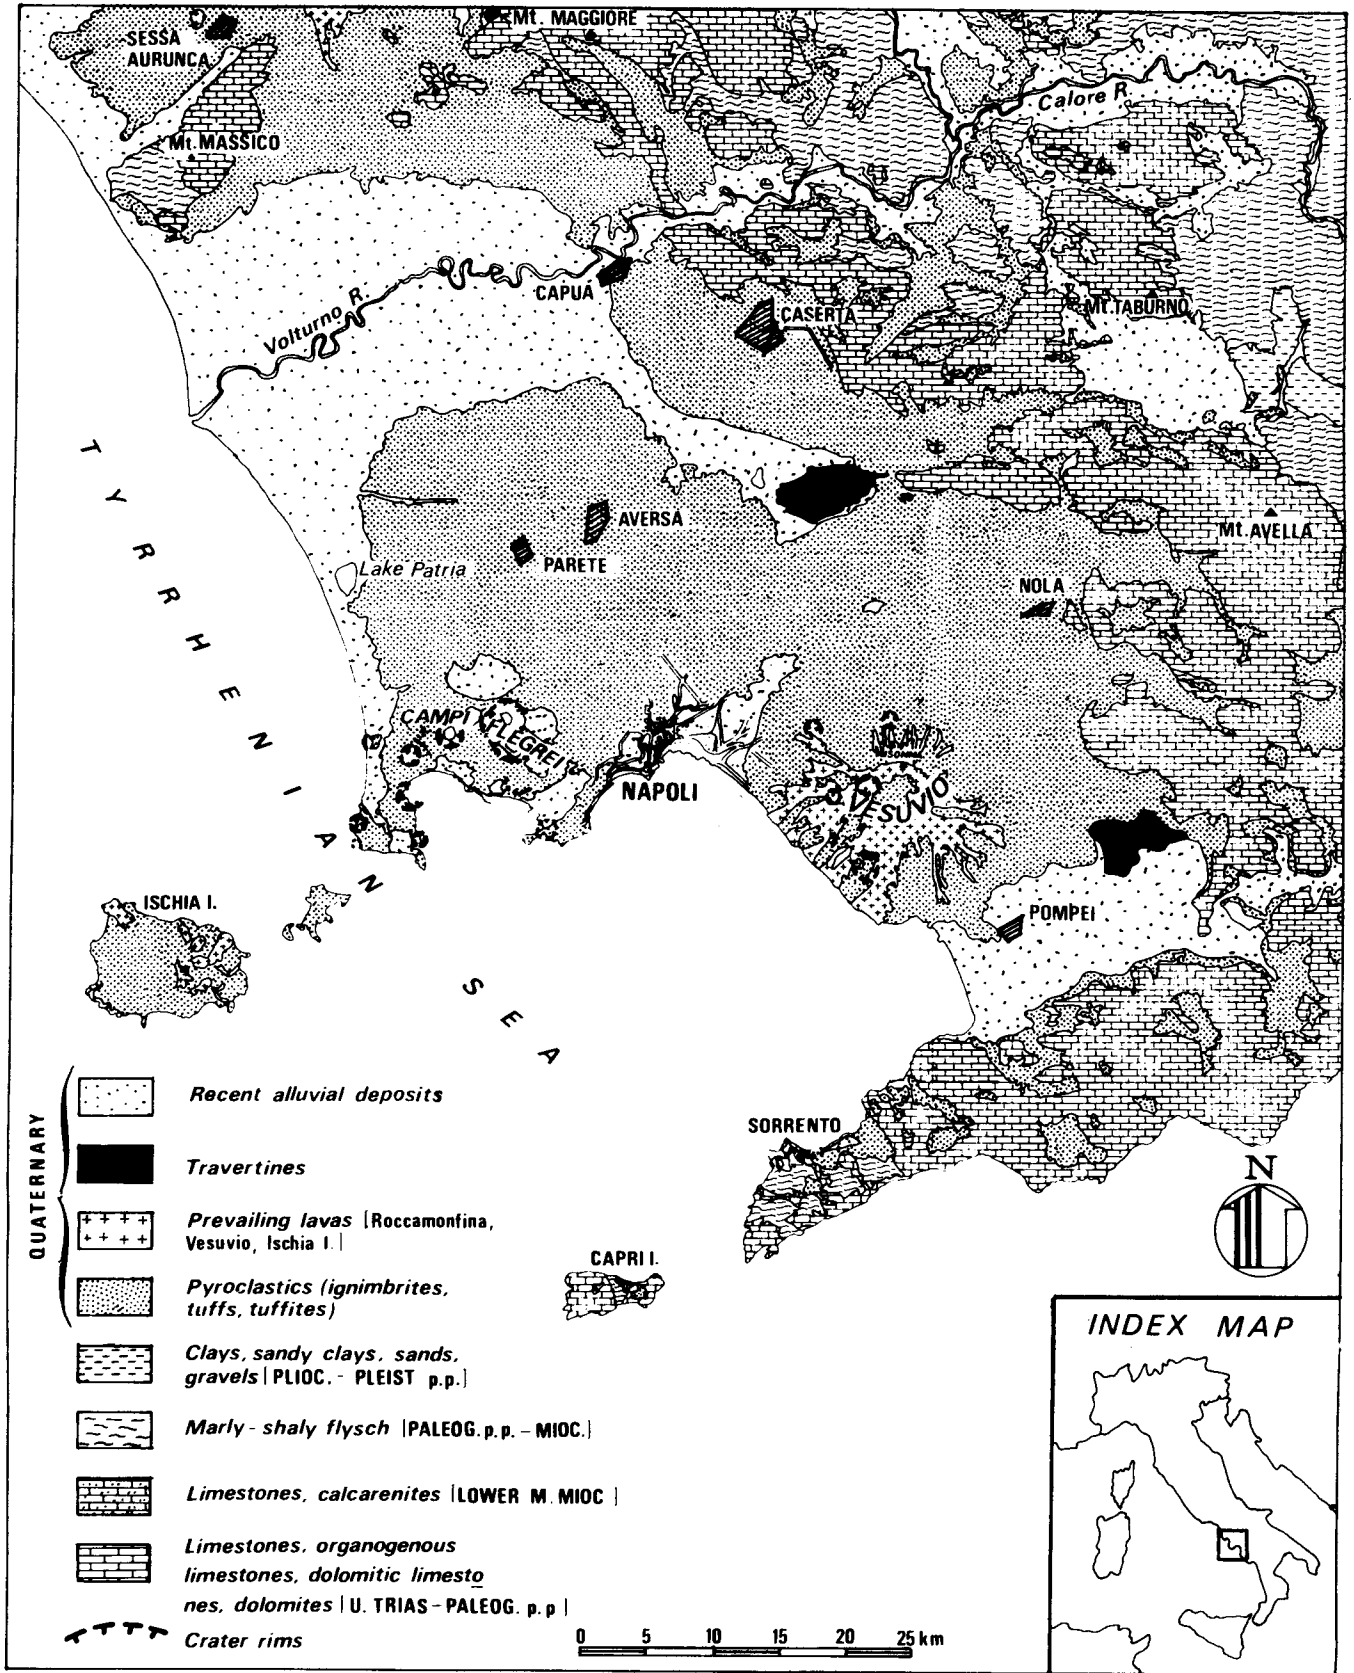 Mt. MAGGIORE
SESSA
AURUNCA
Calore R
Mt. MASSICO
CAPUA
Volturno R.
CASERTA
Mt. TABURNO
AVERSA
PARETE
Lake Patria
Mt. AVELLA
NOLA
TYRRHENIAN SEA
CAMPI
FLEGREI
NAPOLI
SOMMA
VESUVIO
ISCHIA I.
POMPEI
SORRENTO
CAPRI I.
QUATERNARY
Recent alluvial deposits
Travertines
Prevailing lavas [Roccamonfina,
Vesuvio, Ischia I.]
Pyroclastics (ignimbrites,
tuffs, tuffites)
Clays, sandy clays, sands,
gravels [PLIOC. - PLEIST p.p.]
Marly - shaly flysch [PALEOG. p.p. - MIOC.]
Limestones, calcarenites [LOWER M. MIOC ]
Limestones, organogenous
limestones, dolomitic limesto
nes, dolomites [U. TRIAS - PALEOG. p.p ]
Crater rims
0 5 10 15 20 25 km
N
INDEX MAP